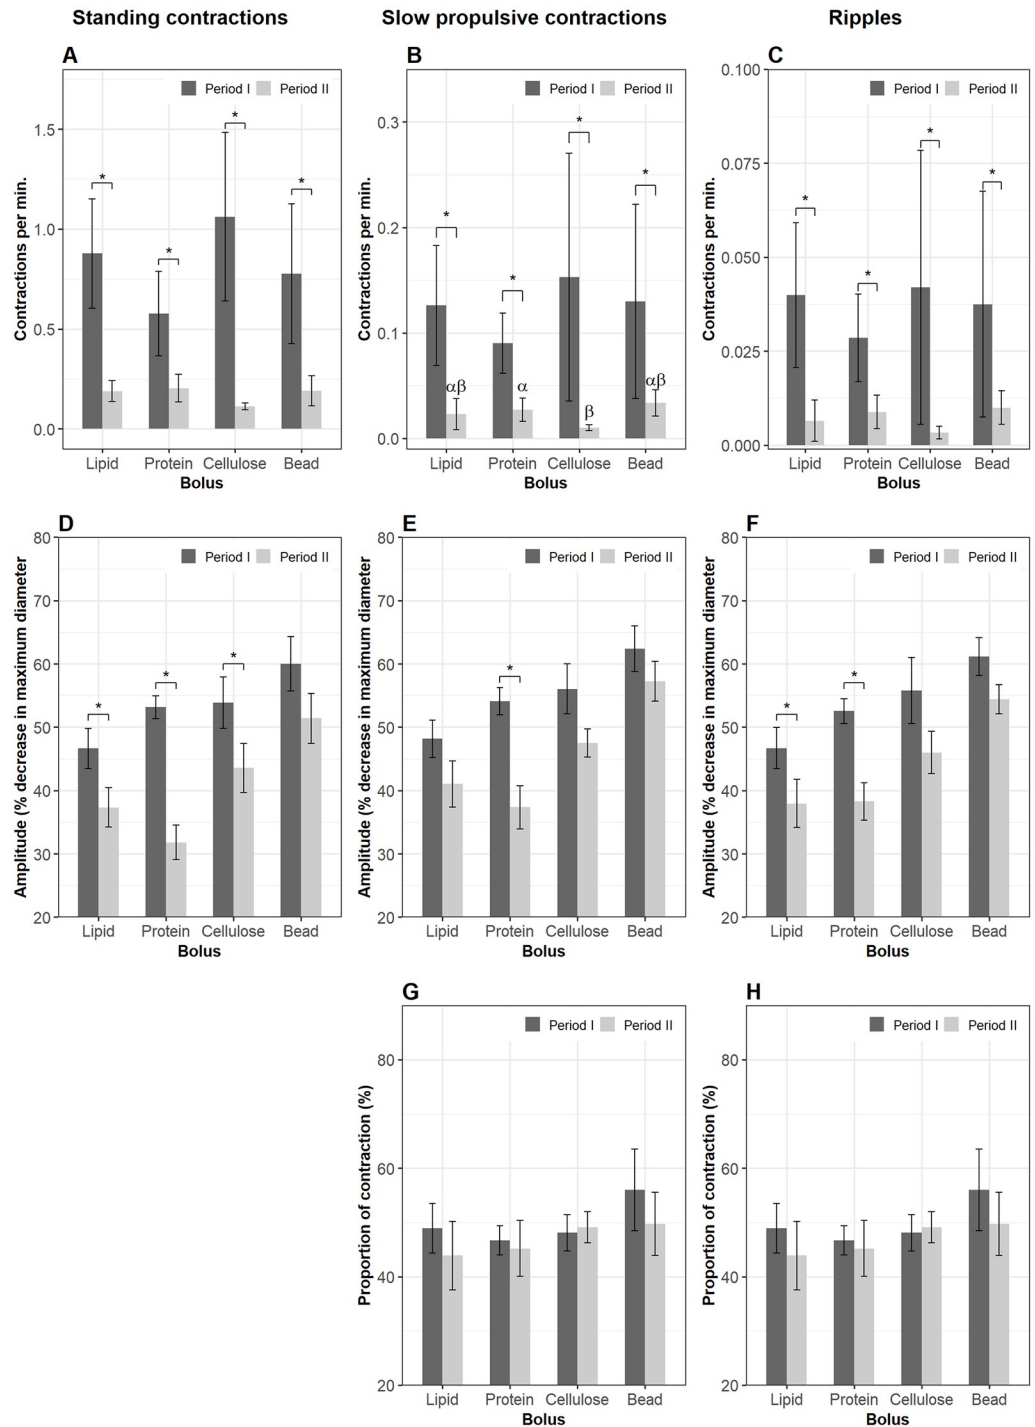 Standing contractions
Slow propulsive contractions
Ripples
A
Period I Period II
Contractions per min.
1.5
1.0
0.5
0.0
*
*
*
*
Lipid Protein Cellulose Bead
Bolus
B
Period I Period II
Contractions per min.
0.3
0.2
0.1
0.0
*
*
*
*
αβ
α
β
αβ
Lipid Protein Cellulose Bead
Bolus
C
Period I Period II
Contractions per min.
0.100
0.075
0.050
0.025
0.000
*
*
*
*
Lipid Protein Cellulose Bead
Bolus
D
Period I Period II
Amplitude (% decrease in maximum diameter
80
70
60
50
40
30
20
*
*
*
Lipid Protein Cellulose Bead
Bolus
E
Period I Period II
Amplitude (% decrease in maximum diameter
80
70
60
50
40
30
20
*
Lipid Protein Cellulose Bead
Bolus
F
Period I Period II
Amplitude (% decrease in maximum diameter
80
70
60
50
40
30
20
*
*
Lipid Protein Cellulose Bead
Bolus
G
Period I Period II
Proportion of contraction (%)
80
60
40
20
Lipid Protein Cellulose Bead
Bolus
H
Period I Period II
Proportion of contraction (%)
80
60
40
20
Lipid Protein Cellulose Bead
Bolus